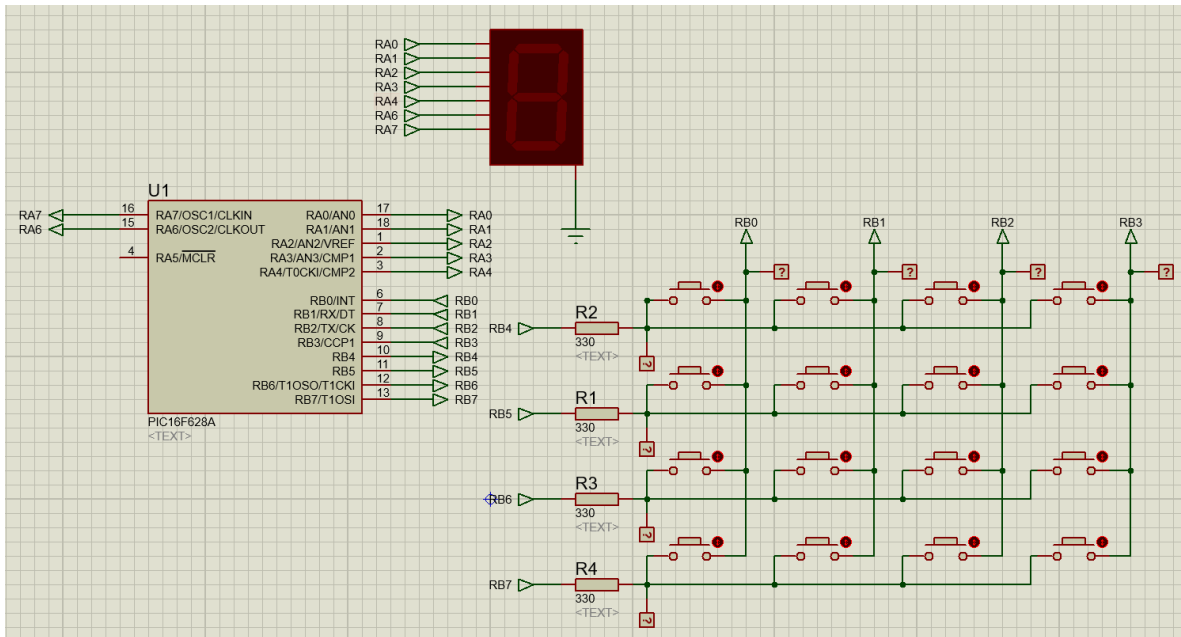 RA0
RA1
RA2
RA3
RA4
RA6
RA7
U1
RA7 16 RA7/OSC1/CLKIN RA0/AN0 17 RA0
RA6 15 RA6/OSC2/CLKOUT RA1/AN1 18 RA1
RA2/AN2/VREF 1 RA2
4 RA5/MCLR RA3/AN3/CMP1 2 RA3
RA4/T0CKI/CMP2 3 RA4
RB0/INT 6 RB0
RB1/RX/DT 7 RB1
RB2/TX/CK 8 RB2
RB3/CCP1 9 RB3
RB4 10 RB4
RB5 11 RB5
RB6/T1OSO/T1CKI 12 RB6
RB7/T1OSI 13 RB7
PIC16F628A
<TEXT>
RB0 RB1 RB2 RB3
? ? ? ?
R2
RB4
330
<TEXT>
?
R1
RB5
330
<TEXT>
?
R3
RB6
330
<TEXT>
?
R4
RB7
330
<TEXT>
?